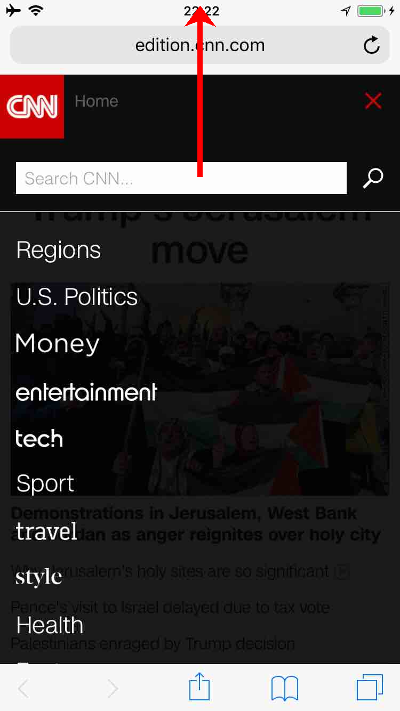 22:22
edition.cnn.com
CNN
Home
Search CNN...
Trump's Jerusalem
move
Regions
U.S. Politics
Money
entertainment
tech
Sport
Demonstrations in Jerusalem, West Bank
as anger reignites over holy city
travel
Jerusalem's holy sites are so significant
style
Pence's visit to Israel delayed due to tax vote
Health
Palestinians enraged by Trump decision